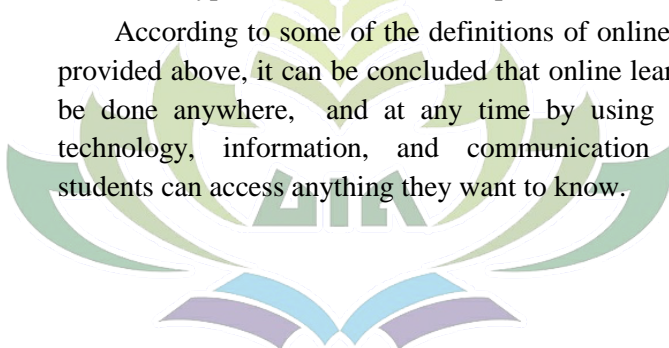 According to some of the definitions of online
provided above, it can be concluded that online lear
be done anywhere, and at any time by using
technology, information, and communication
students can access anything they want to know.